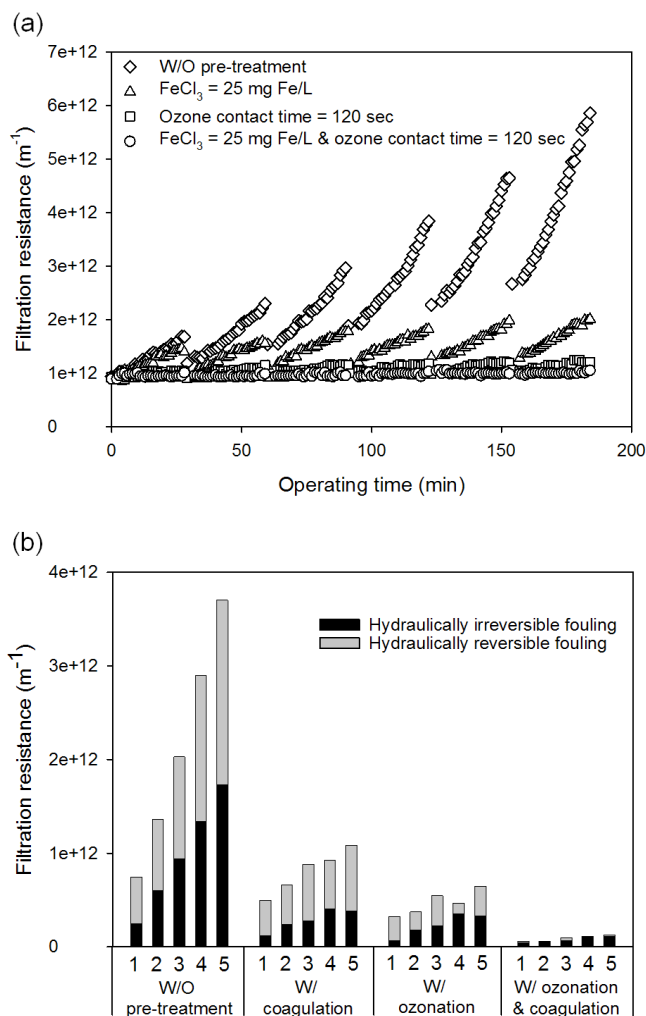 (a)
7e+12
6e+12
5e+12
4e+12
3e+12
2e+12
1e+12
0
Filtration resistance (m⁻¹)
W/O pre-treatment
FeCl₃ = 25 mg Fe/L
Ozone contact time = 120 sec
FeCl₃ = 25 mg Fe/L & ozone contact time = 120 sec
0 50 100 150 200
Operating time (min)
(b)
4e+12
3e+12
2e+12
1e+12
0
Filtration resistance (m⁻¹)
Hydraulically irreversible fouling
Hydraulically reversible fouling
1 2 3 4 5 1 2 3 4 5 1 2 3 4 5 1 2 3 4 5
W/O W/ W/ W/ ozonation
pre-treatment coagulation ozonation & coagulation